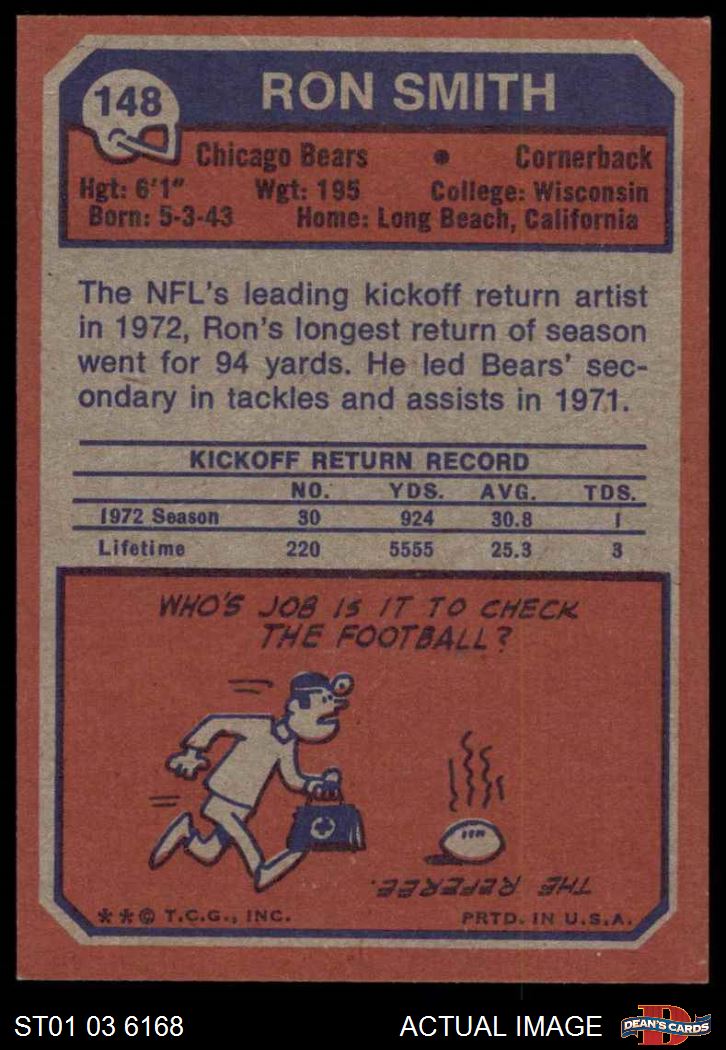 148
RON SMITH
Chicago Bears • Cornerback
Hgt: 6'1" Wgt: 195 College: Wisconsin
Born: 5-3-43 Home: Long Beach, California
The NFL's leading kickoff return artist
in 1972, Ron's longest return of season
went for 94 yards. He led Bears' sec-
ondary in tackles and assists in 1971.
KICKOFF RETURN RECORD
NO. YDS. AVG. TDS.
1972 Season 30 924 30.8 1
Lifetime 220 5555 25.3 3
WHO'S JOB IS IT TO CHECK
THE FOOTBALL?
THE REFEREE.
**© T.C.G., INC. PRTD. IN U.S.A.
ST01 03 6168 ACTUAL IMAGE
D
DEAN'S CARDS